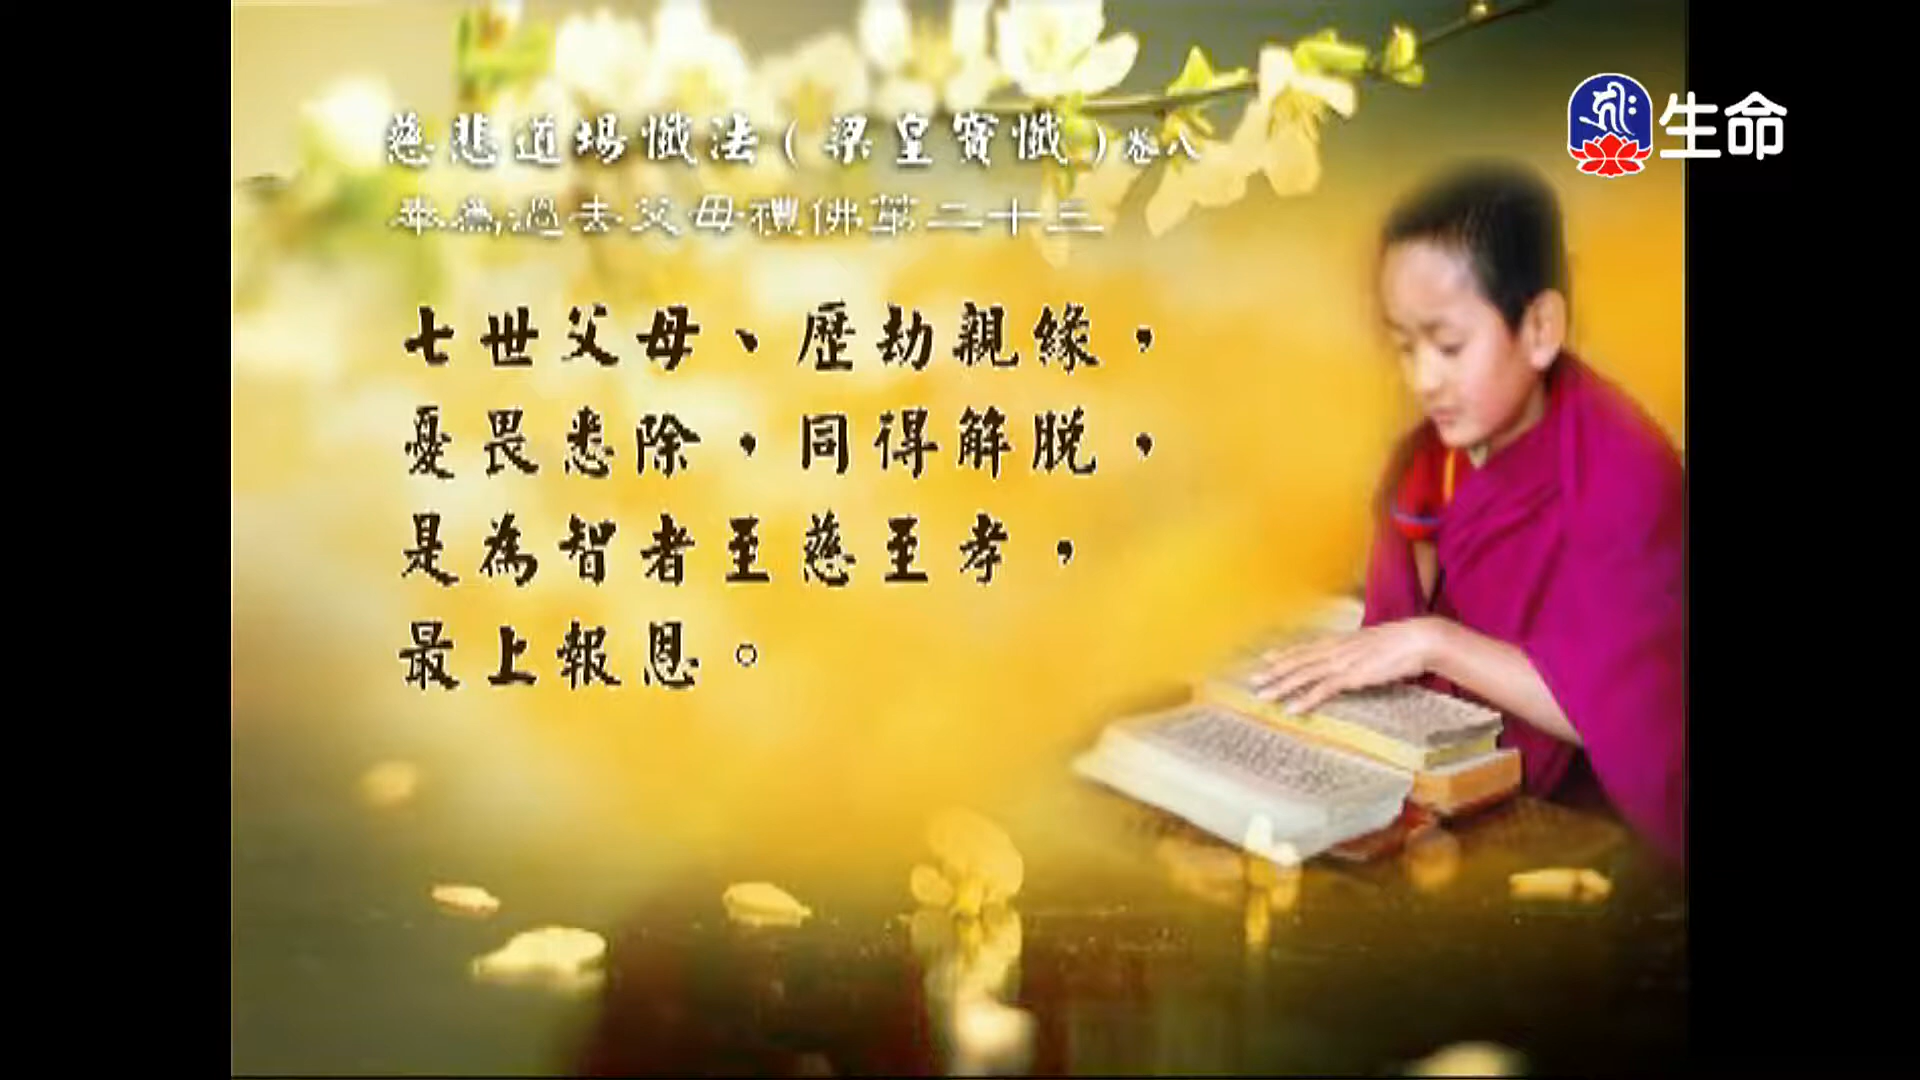 慈悲道場懺法(梁皇寶懺)卷八
奉為過去父母禮佛第二十三
七世父母、歷劫親緣，
憂畏悉除，同得解脫，
是為智者至慈至孝，
最上報恩。
生命